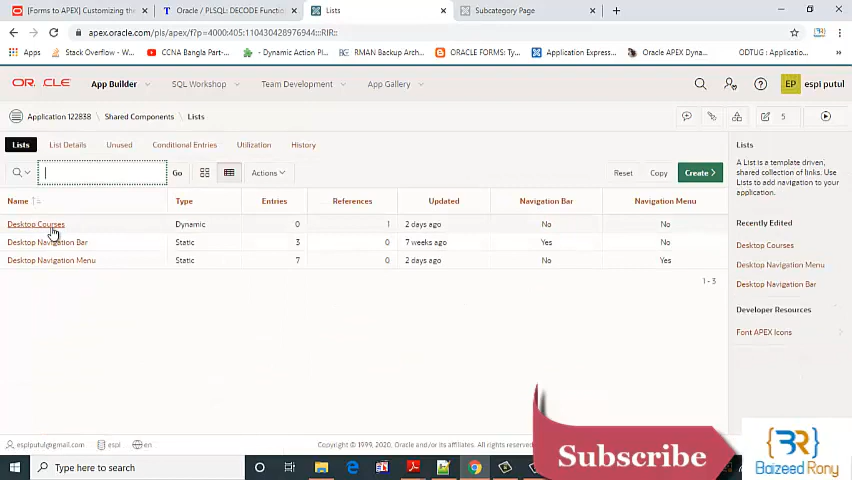 [Forms to APEX] Customizing the
Oracle / PLSQL: DECODE Functi
Lists
Subcategory Page
apex.oracle.com/pls/apex/f?p=4000:405:110430428976944:::RIR::
Apps
Stack Overflow - W...
CCNA Bangla Part-...
- Dynamic Action Pl...
RMAN Backup Arch...
ORACLE FORMS: Ty...
Application Express...
Oracle APEX Dyna...
ODTUG : Applicatio...
App Builder
SQL Workshop
Team Development
App Gallery
EP
espi putul
Application 122838
Shared Components
Lists
5
Lists
List Details
Unused
Conditional Entries
Utilization
History
Go
Actions
Reset
Copy
Create
Name
Type
Entries
References
Updated
Navigation Bar
Navigation Menu
Desktop Courses
Dynamic
0
1
2 days ago
No
No
Desktop Navigation Bar
Static
3
0
7 weeks ago
Yes
No
Desktop Navigation Menu
Static
7
0
2 days ago
No
Yes
1 - 3
Lists
A List is a template driven,
shared collection of links. Use
Lists to add navigation to your
application.
Recently Edited
Desktop Courses
Desktop Navigation Menu
Desktop Navigation Bar
Developer Resources
Font APEX Icons
espiputul@gmail.com
espi
en
Copyright © 1999, 2020, Oracle and/or its affiliates. All rights
Subscribe
BR
Baizeed Rony
Type here to search